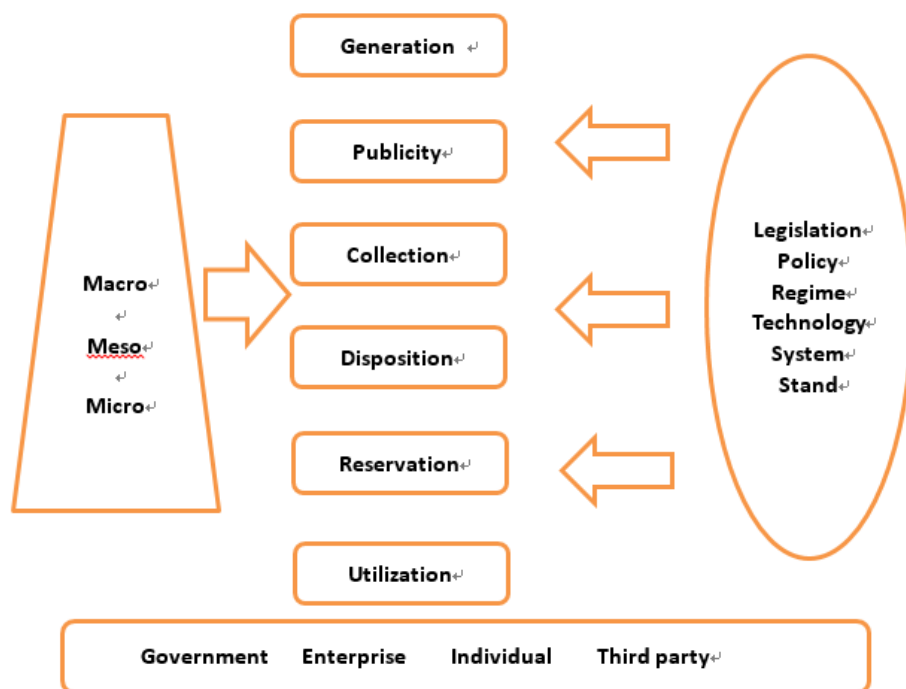 Generation
Publicity
Collection
Disposition
Reservation
Utilization
Macro
Meso
Micro
Legislation
Policy
Regime
Technology
System
Stand
Government Enterprise Individual Third party